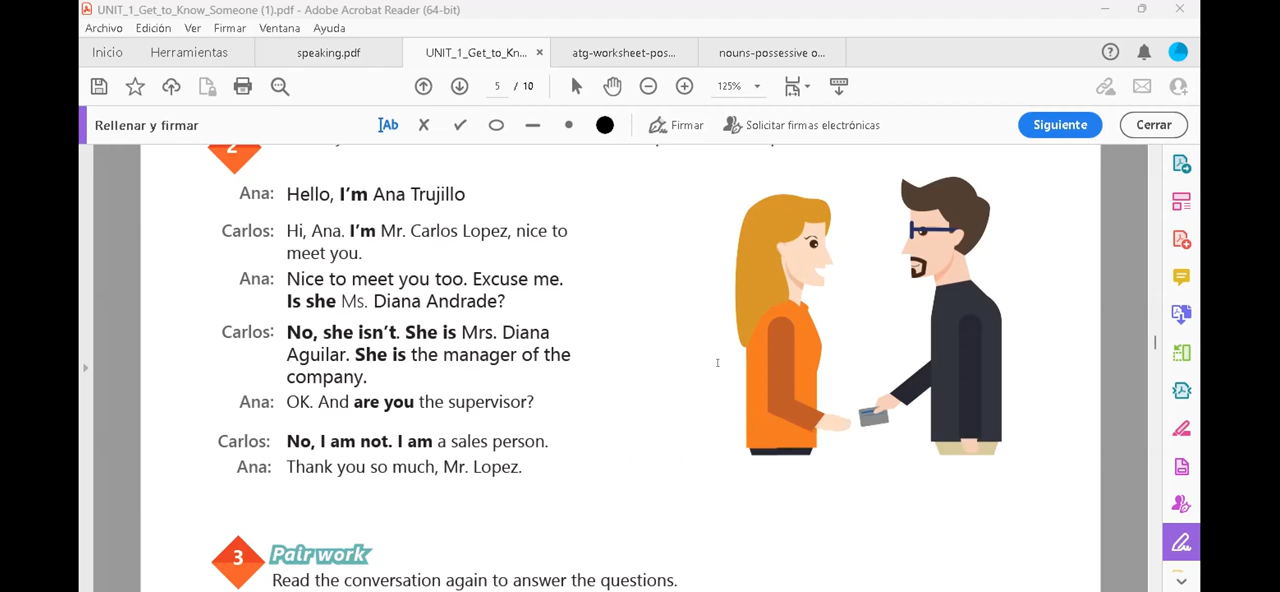 UNIT_1_Get_to_Know_Someone (1).pdf - Adobe Acrobat Reader (64-bit)
Archivo Edición Ver Firmar Ventana Ayuda
Inicio Herramientas speaking.pdf UNIT_1_Get_to_Kn... × atg-worksheet-pos... nouns-possessive o...
5 / 10 125%
Rellenar y firmar IAb Firmar Solicitar firmas electrónicas Siguiente Cerrar
2
Ana: Hello, I'm Ana Trujillo
Carlos: Hi, Ana. I'm Mr. Carlos Lopez, nice to
meet you.
Ana: Nice to meet you too. Excuse me.
Is she Ms. Diana Andrade?
Carlos: No, she isn't. She is Mrs. Diana
Aguilar. She is the manager of the
company.
Ana: OK. And are you the supervisor?
Carlos: No, I am not. I am a sales person.
Ana: Thank you so much, Mr. Lopez.
3 Pair work
Read the conversation again to answer the questions.